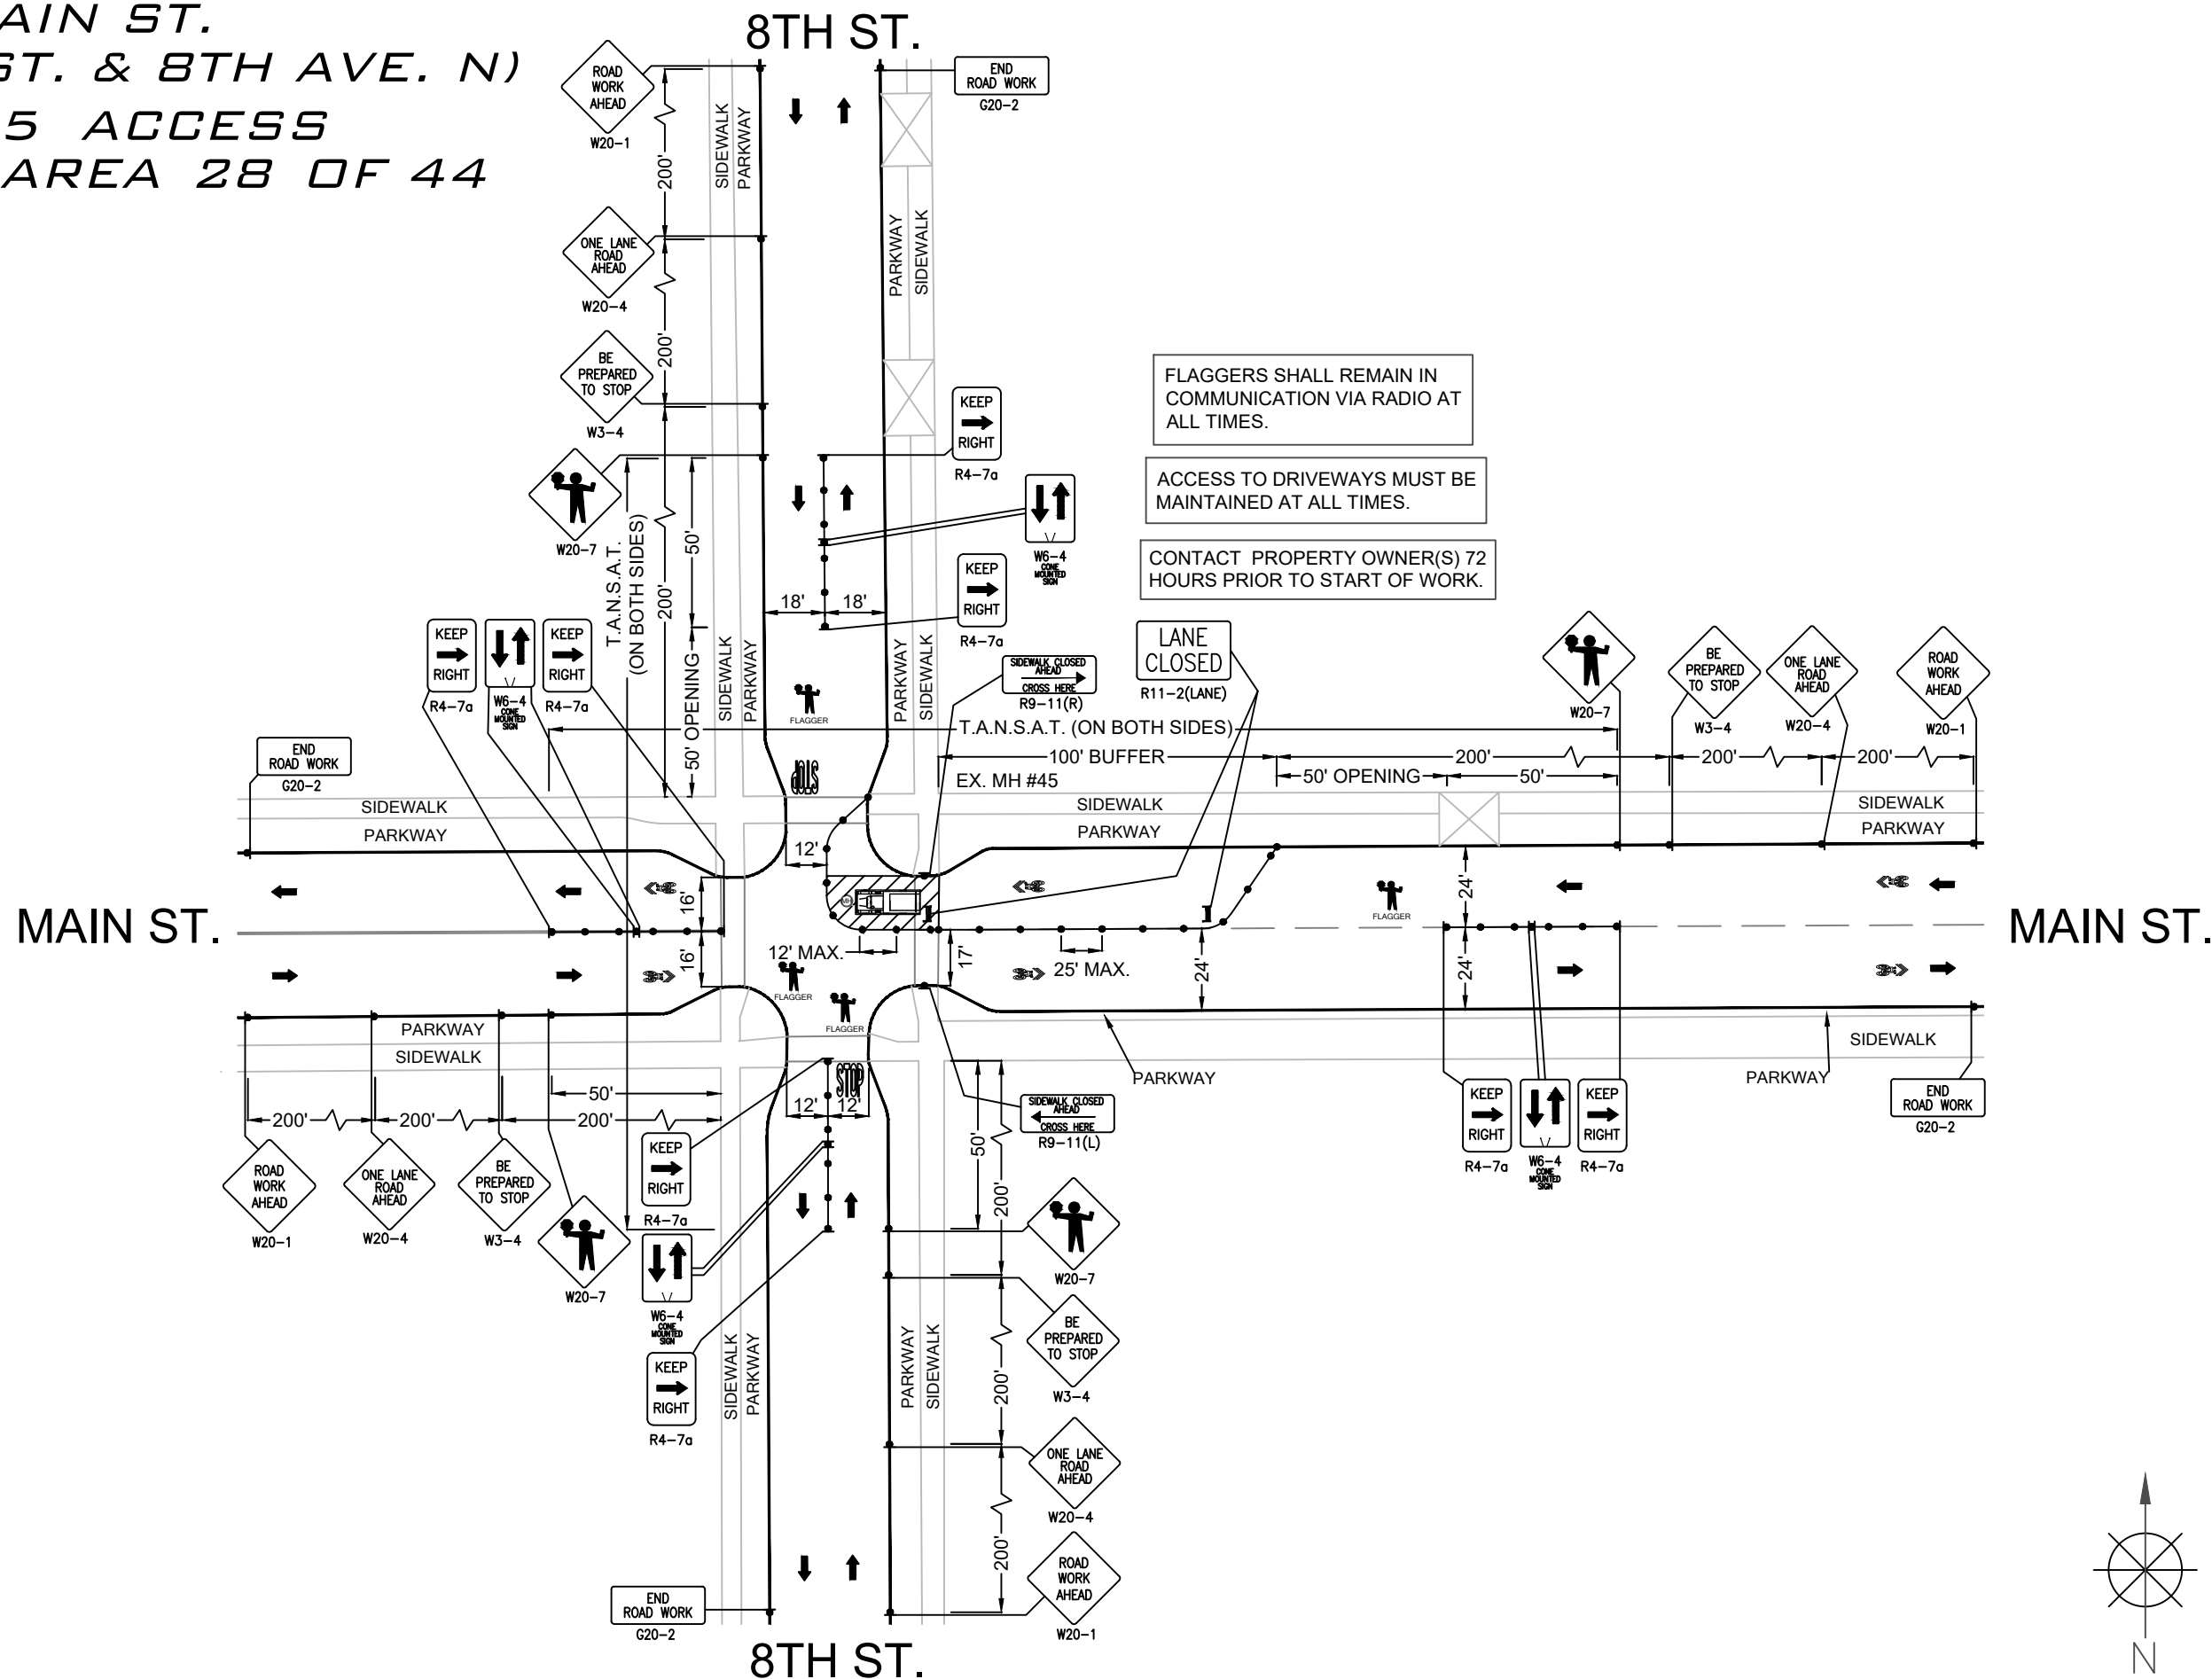 AIN ST.
ST. & 8TH AVE. N)
5 ACCESS
AREA 28 OF 44
8TH ST.
ROAD
WORK
AHEAD
W20-1
END
ROAD WORK
G20-2
SIDEWALK
PARKWAY
200'
ONE LANE
ROAD
AHEAD
W20-4
PARKWAY
SIDEWALK
200'
BE
PREPARED
TO STOP
W3-4
KEEP
RIGHT
R4-7a
W20-7
T.A.N.S.A.T.
(ON BOTH SIDES)
200'
50'
50' OPENING
W6-4
CONE
MOUNTED
SIGN
KEEP
RIGHT
R4-7a
18'
18'
FLAGGERS SHALL REMAIN IN
COMMUNICATION VIA RADIO AT
ALL TIMES.
ACCESS TO DRIVEWAYS MUST BE
MAINTAINED AT ALL TIMES.
CONTACT PROPERTY OWNER(S) 72
HOURS PRIOR TO START OF WORK.
KEEP
RIGHT
R4-7a
W6-4
CONE
MOUNTED
SIGN
KEEP
RIGHT
R4-7a
SIDEWALK
PARKWAY
PARKWAY
SIDEWALK
FLAGGER
SIDEWALK CLOSED
AHEAD
CROSS HERE
R9-11(R)
LANE
CLOSED
R11-2(LANE)
W20-7
BE
PREPARED
TO STOP
W3-4
ONE LANE
ROAD
AHEAD
W20-4
ROAD
WORK
AHEAD
W20-1
T.A.N.S.A.T. (ON BOTH SIDES)
100' BUFFER
200'
200'
200'
50' OPENING
50'
EX. MH #45
END
ROAD WORK
G20-2
STOP
SIDEWALK
PARKWAY
SIDEWALK
PARKWAY
SIDEWALK
PARKWAY
12'
16'
16'
MH
24'
24'
24'
17'
FLAGGER
MAIN ST.
MAIN ST.
12' MAX.
25' MAX.
FLAGGER
FLAGGER
PARKWAY
SIDEWALK
SIDEWALK
PARKWAY
PARKWAY
STOP
12'
12'
50'
200'
200'
200'
ROAD
WORK
AHEAD
W20-1
ONE LANE
ROAD
AHEAD
W20-4
BE
PREPARED
TO STOP
W3-4
W20-7
KEEP
RIGHT
R4-7a
W6-4
CONE
MOUNTED
SIGN
KEEP
RIGHT
R4-7a
SIDEWALK CLOSED
AHEAD
CROSS HERE
R9-11(L)
KEEP
RIGHT
R4-7a
W6-4
CONE
MOUNTED
SIGN
KEEP
RIGHT
R4-7a
END
ROAD WORK
G20-2
50'
200'
W20-7
BE
PREPARED
TO STOP
W3-4
200'
SIDEWALK
PARKWAY
PARKWAY
SIDEWALK
ONE LANE
ROAD
AHEAD
W20-4
200'
ROAD
WORK
AHEAD
W20-1
END
ROAD WORK
G20-2
8TH ST.
N